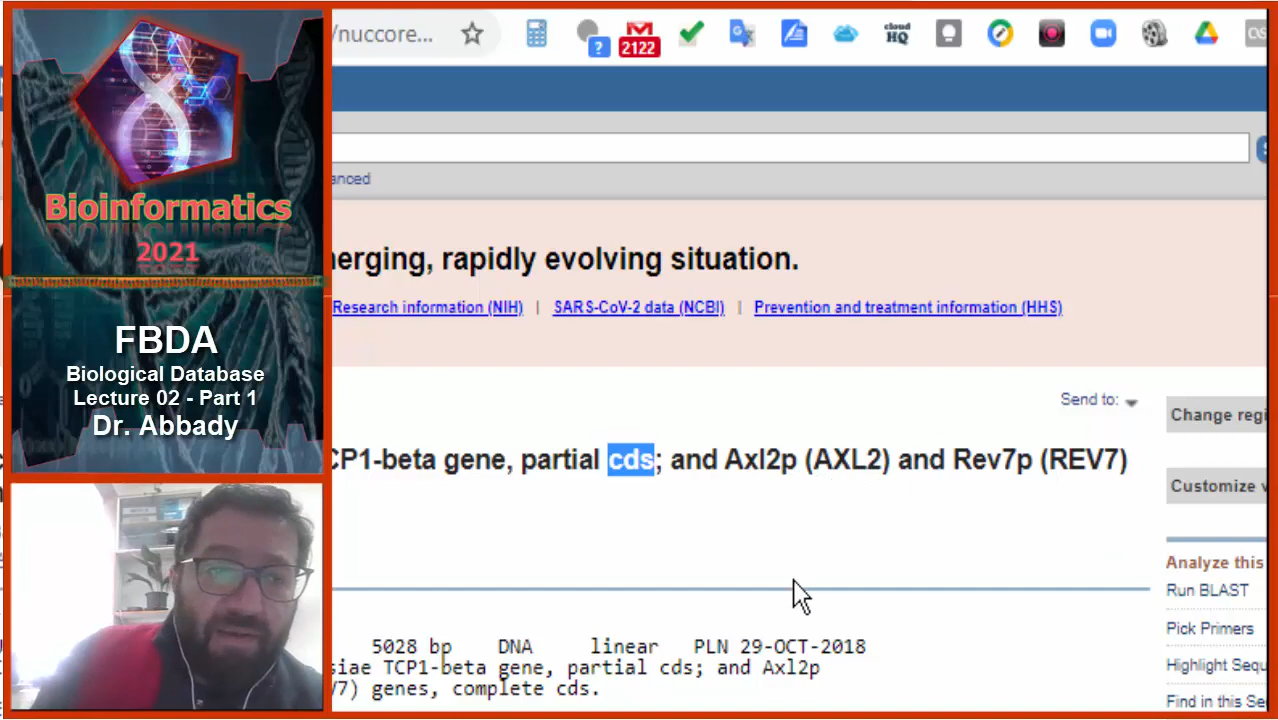 /nuccore...
2122
cloud
HQ
Bioinformatics
2021
FBDA
Biological Database
Lecture 02 - Part 1
Dr. Abbady
anced
erging, rapidly evolving situation.
Research information (NIH) | SARS-CoV-2 data (NCBI) | Prevention and treatment information (HHS)
Send to:
Change regi
CP1-beta gene, partial cds; and Axl2p (AXL2) and Rev7p (REV7)
Customize v
Analyze this
Run BLAST
Pick Primers
Highlight Sequ
Find in this Se
5028 bp DNA linear PLN 29-OCT-2018
siae TCP1-beta gene, partial cds; and Axl2p
V7) genes, complete cds.